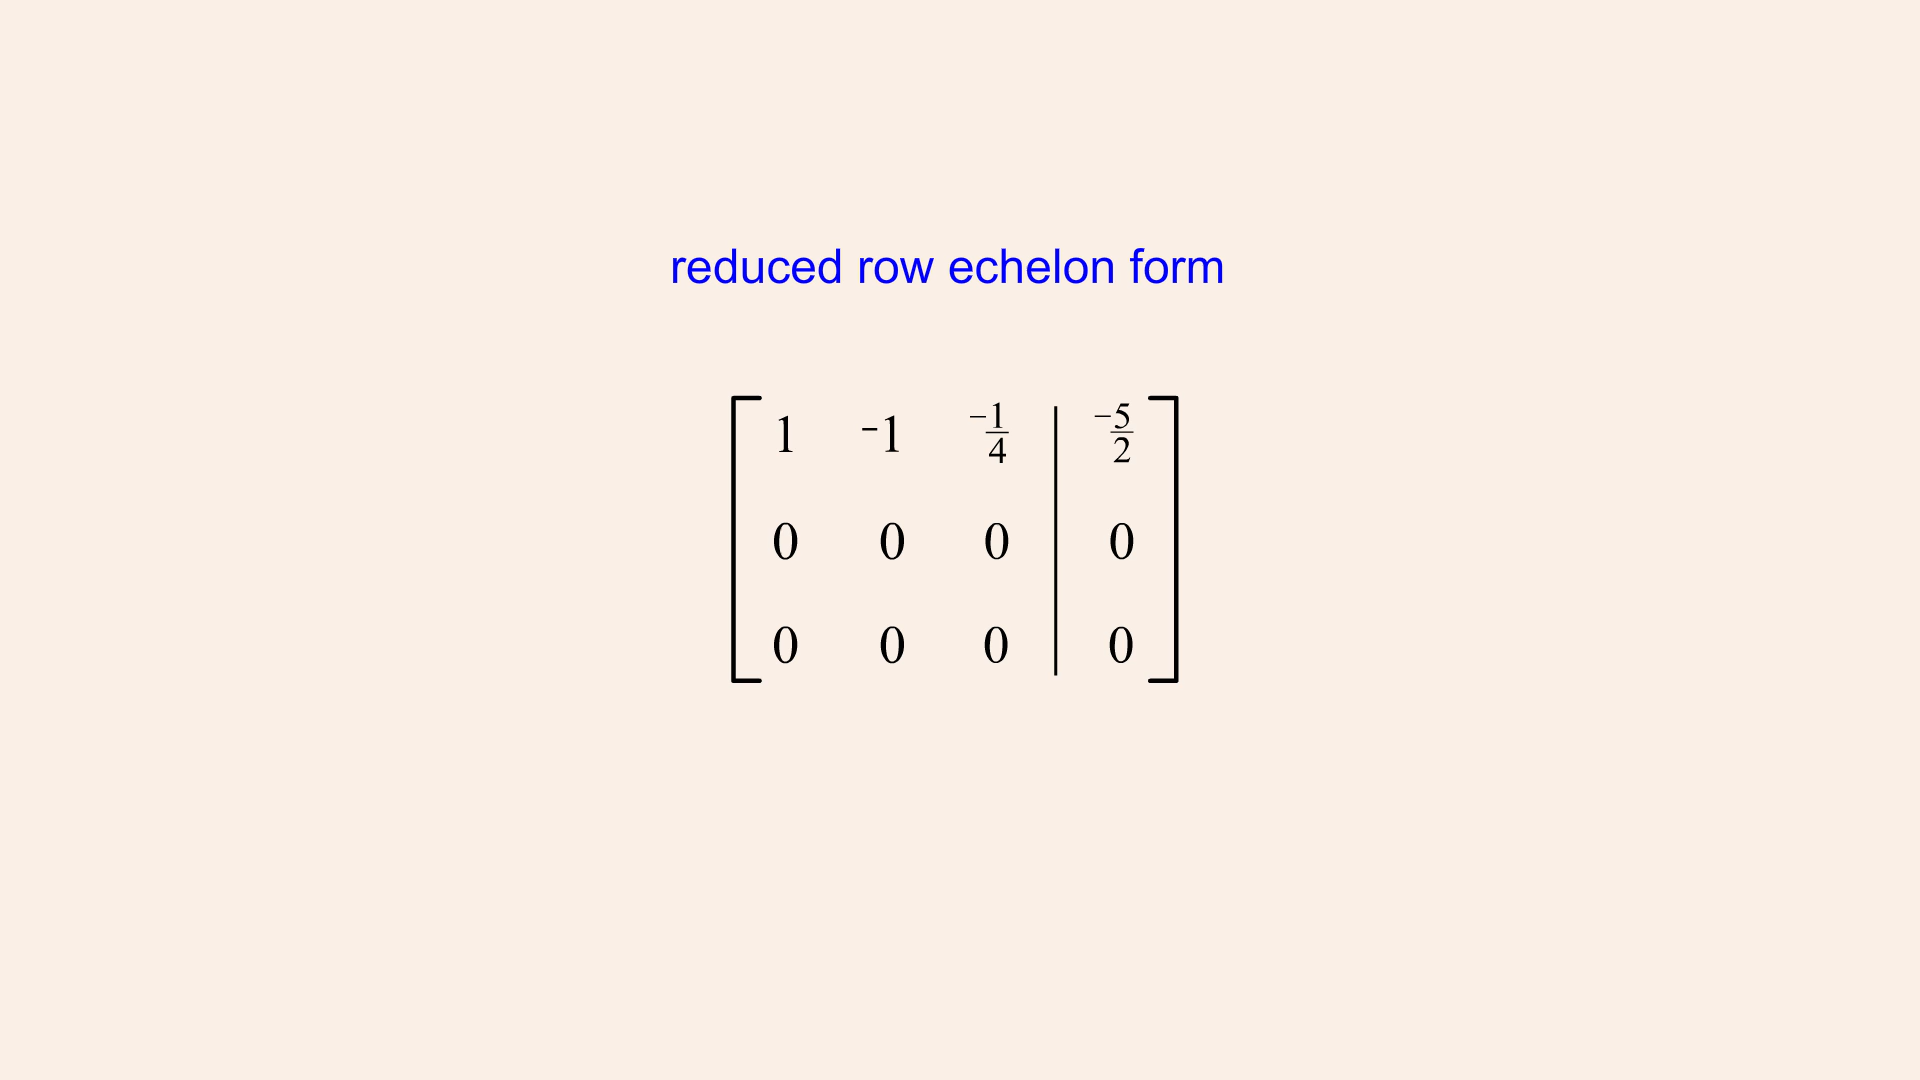 reduced row echelon form
1 -1 -1/4 | -5/2
0 0 0 | 0
0 0 0 | 0